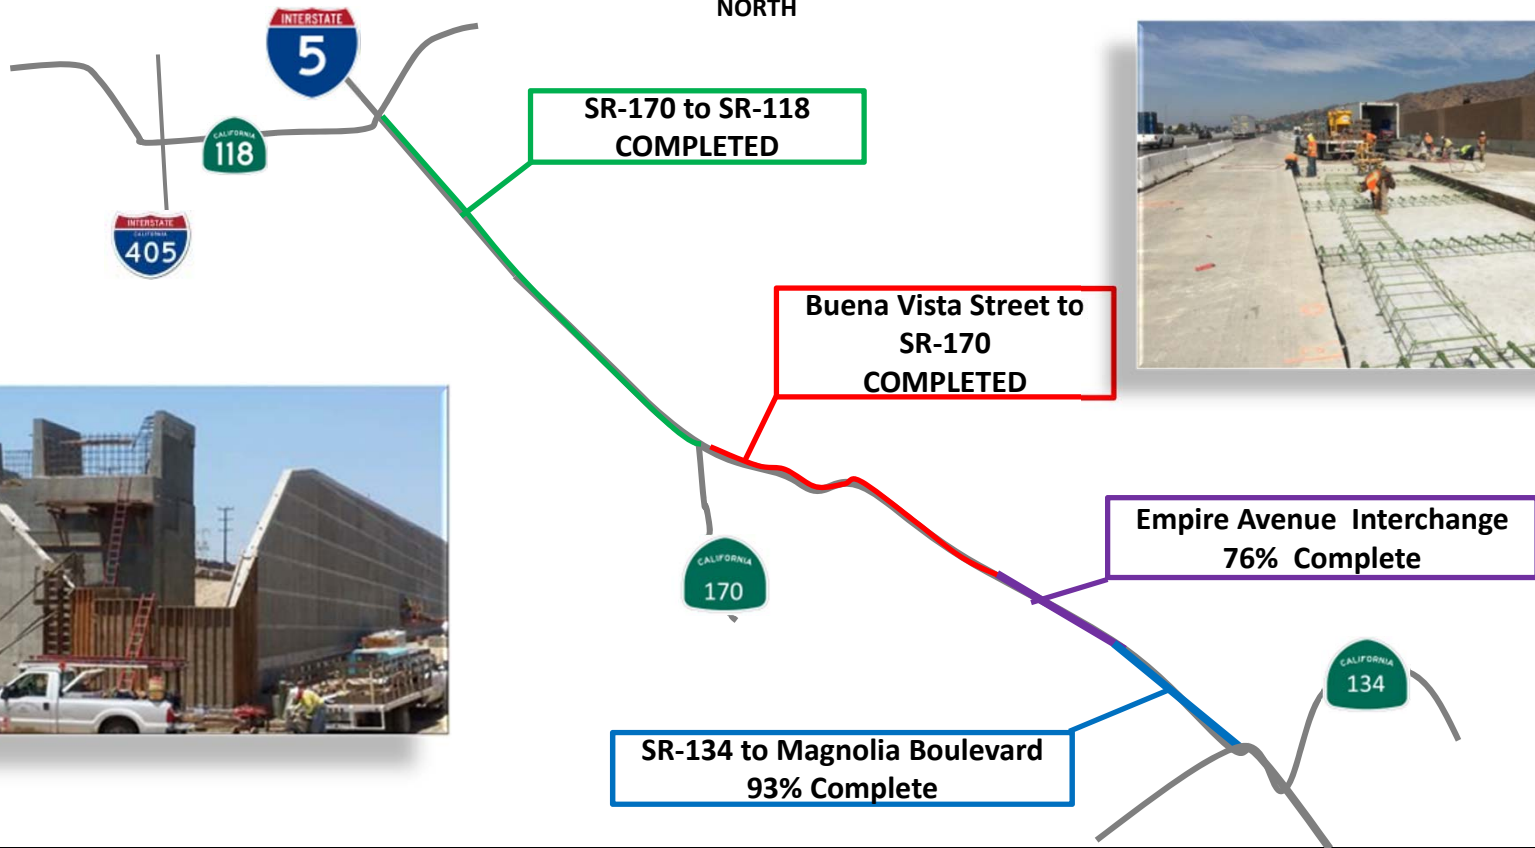 NORTH
INTERSTATE
5
SR-170 to SR-118
COMPLETED
CALIFORNIA
118
INTERSTATE
CALIFORNIA
405
Buena Vista Street to
SR-170
COMPLETED
Empire Avenue  Interchange
76%  Complete
CALIFORNIA
170
CALIFORNIA
134
SR-134 to Magnolia Boulevard
93% Complete